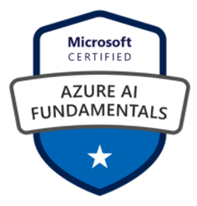 Microsoft
CERTIFIED
AZURE AI
FUNDAMENTALS